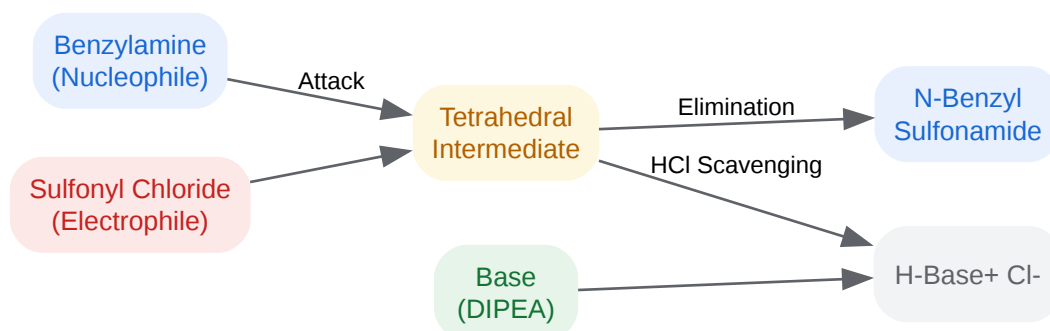 Benzylamine
(Nucleophile)
Attack
Sulfonyl Chloride
(Electrophile)
Tetrahedral
Intermediate
Elimination
HCl Scavenging
N-Benzyl
Sulfonamide
Base
(DIPEA)
H-Base+ Cl-